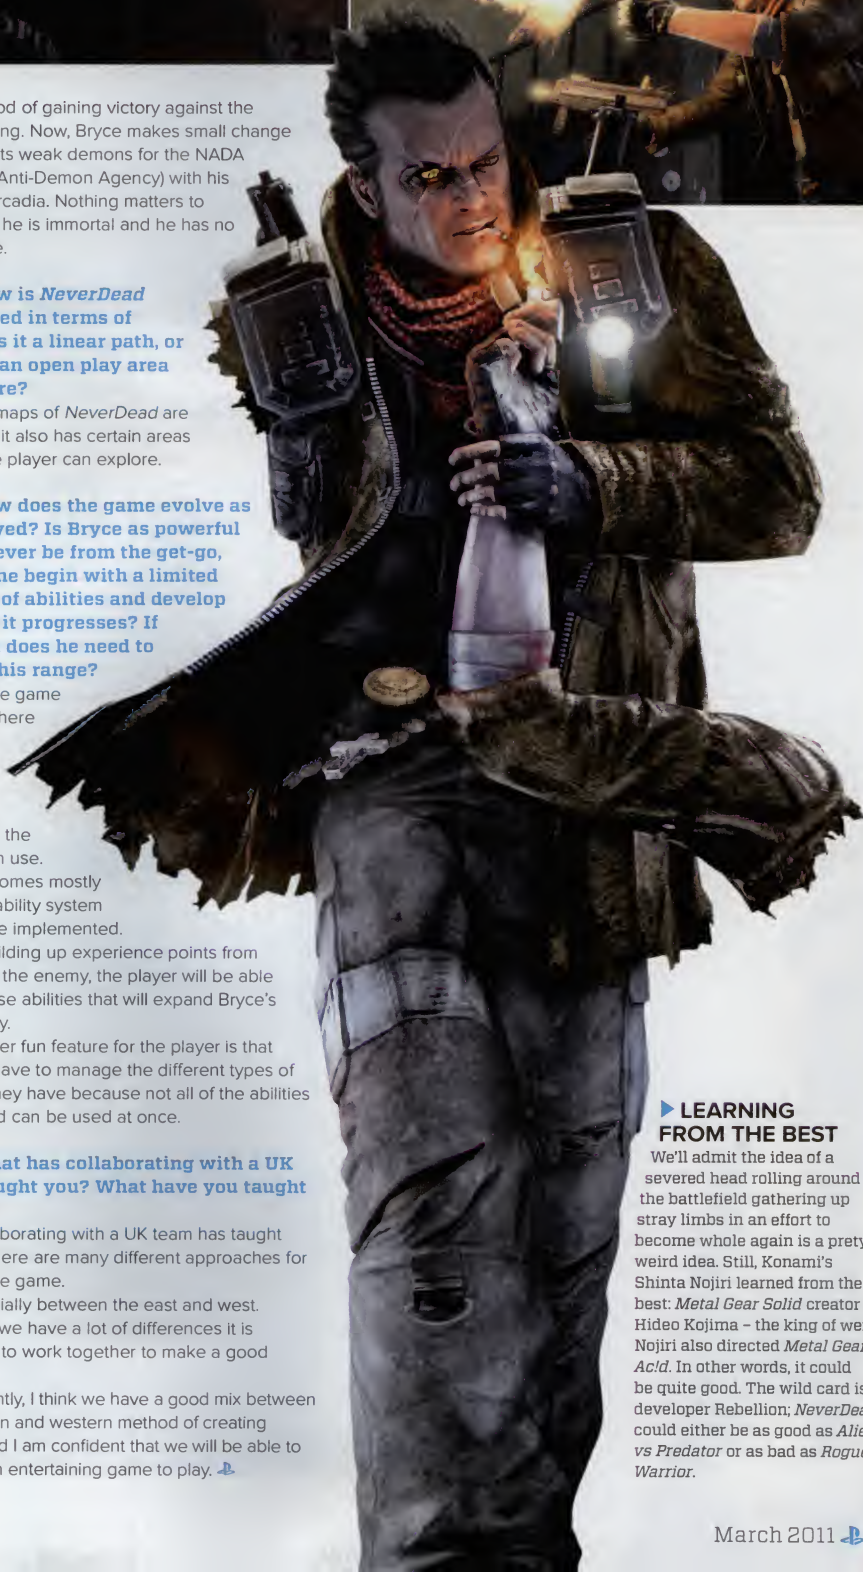 od of gaining victory against the
ng. Now, Bryce makes small change
ts weak demons for the NADA
Anti-Demon Agency) with his
rcadia. Nothing matters to
he is immortal and he has no
e.
w is NeverDead
ed in terms of
s it a linear path, or
an open play area
re?
maps of NeverDead are
it also has certain areas
e player can explore.
w does the game evolve as
yed? Is Bryce as powerful
ever be from the get-go,
ne begin with a limited
of abilities and develop
it progresses? If
does he need to
his range?
e game
here
the
n use.
omes mostly
ability system
e implemented.
ilding up experience points from
the enemy, the player will be able
se abilities that will expand Bryce's
y.
er fun feature for the player is that
ave to manage the different types of
hey have because not all of the abilities
d can be used at once.
at has collaborating with a UK
ught you? What have you taught
borating with a UK team has taught
ere are many different approaches for
e game.
ially between the east and west.
we have a lot of differences it is
to work together to make a good
ntly, I think we have a good mix between
n and western method of creating
d I am confident that we will be able to
n entertaining game to play.
LEARNING
FROM THE BEST
We'll admit the idea of a
severed head rolling around
the battlefield gathering up
stray limbs in an effort to
become whole again is a prety
weird idea. Still, Konami's
Shinta Nojiri learned from the
best: Metal Gear Solid creator
Hideo Kojima – the king of wei
Nojiri also directed Metal Gear
Ac!d. In other words, it could
be quite good. The wild card is
developer Rebellion; NeverDea
could either be as good as Alie
vs Predator or as bad as Rogue
Warrior.
March 2011